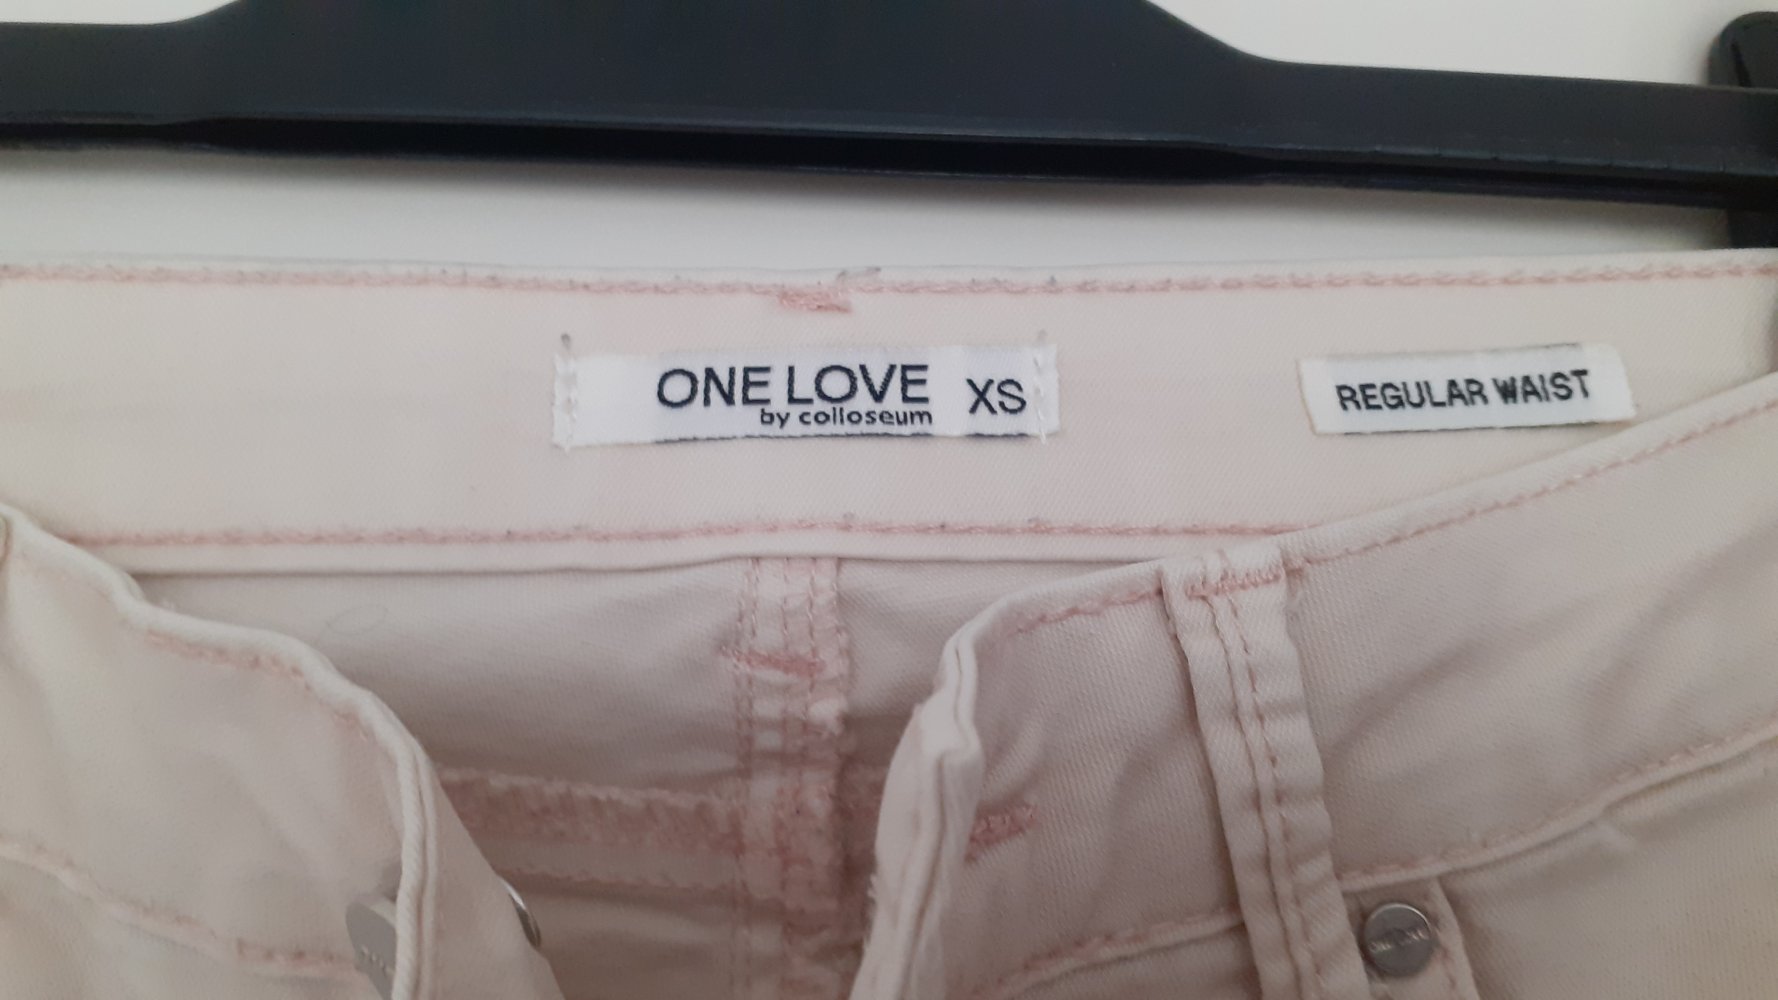 ONE LOVE
by colloseum
XS
REGULAR WAIST